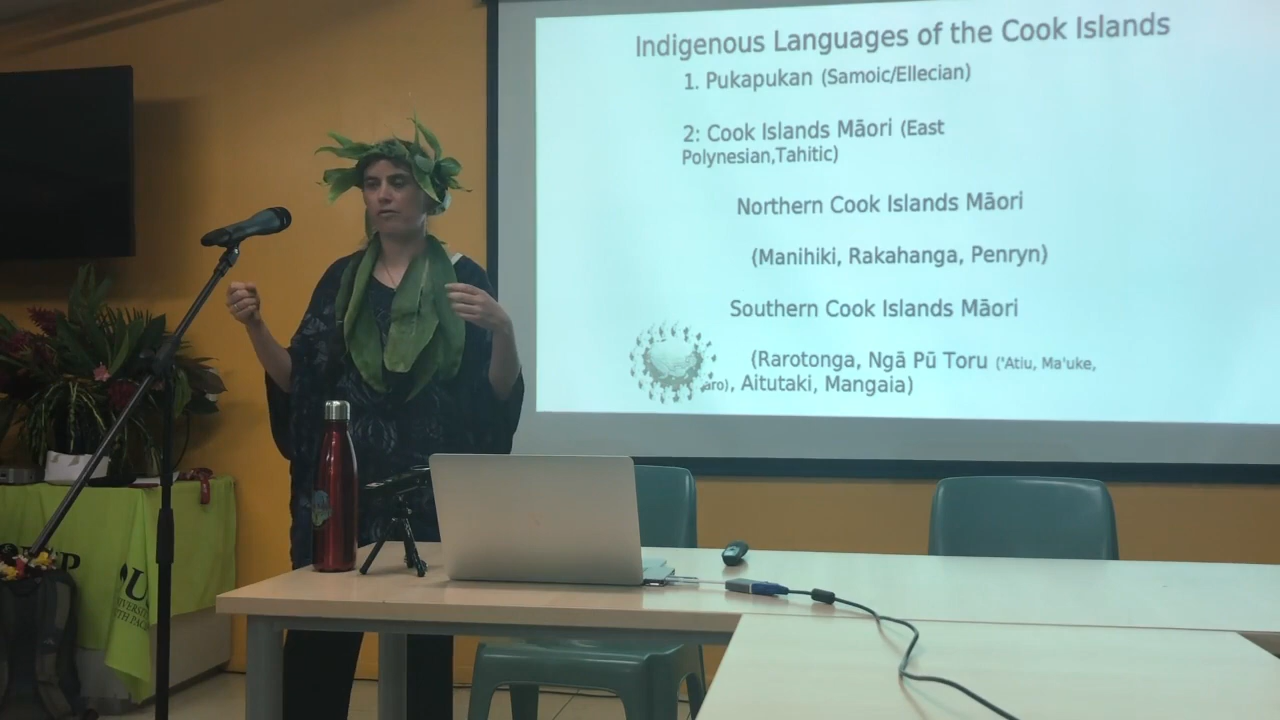 Indigenous Languages of the Cook Islands
1. Pukapukan (Samoic/Ellecian)
2: Cook Islands Māori (East
Polynesian,Tahitic)
Northern Cook Islands Māori
(Manihiki, Rakahanga, Penryn)
Southern Cook Islands Māori
(Rarotonga, Ngā Pū Toru ('Atiu, Ma'uke,
aro), Aitutaki, Mangaia)